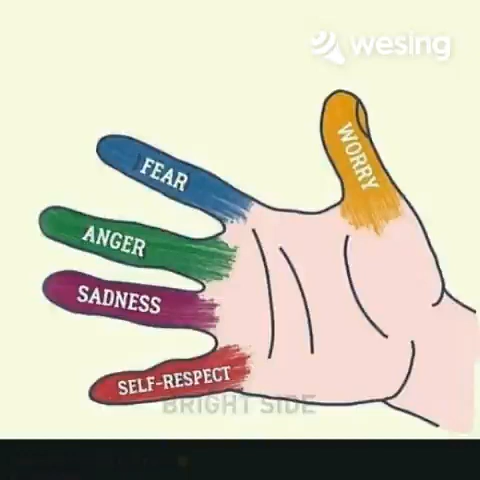 wesing
WORRY
FEAR
ANGER
SADNESS
SELF-RESPECT
BRIGHT SIDE